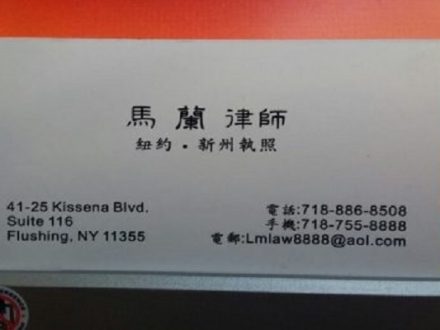 馬 蘭 律師
紐約・新州執照
41-25 Kissena Blvd.
Suite 116
Flushing, NY 11355
電話:718-886-8508
手機:718-755-8888
電郵:Lmlaw8888@aol.com